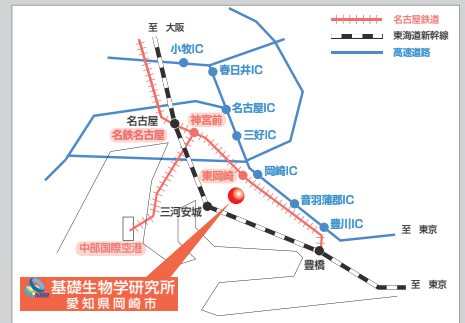 至 大阪
名古屋鉄道
東海道新幹線
高速道路
小牧IC
春日井IC
名古屋IC
名古屋
神宮前
名鉄名古屋
三好IC
東岡崎
岡崎IC
音羽蒲郡IC
三河安城
豊川IC
至 東京
中部国際空港
豊橋
至 東京
基礎生物学研究所
愛知県岡崎市